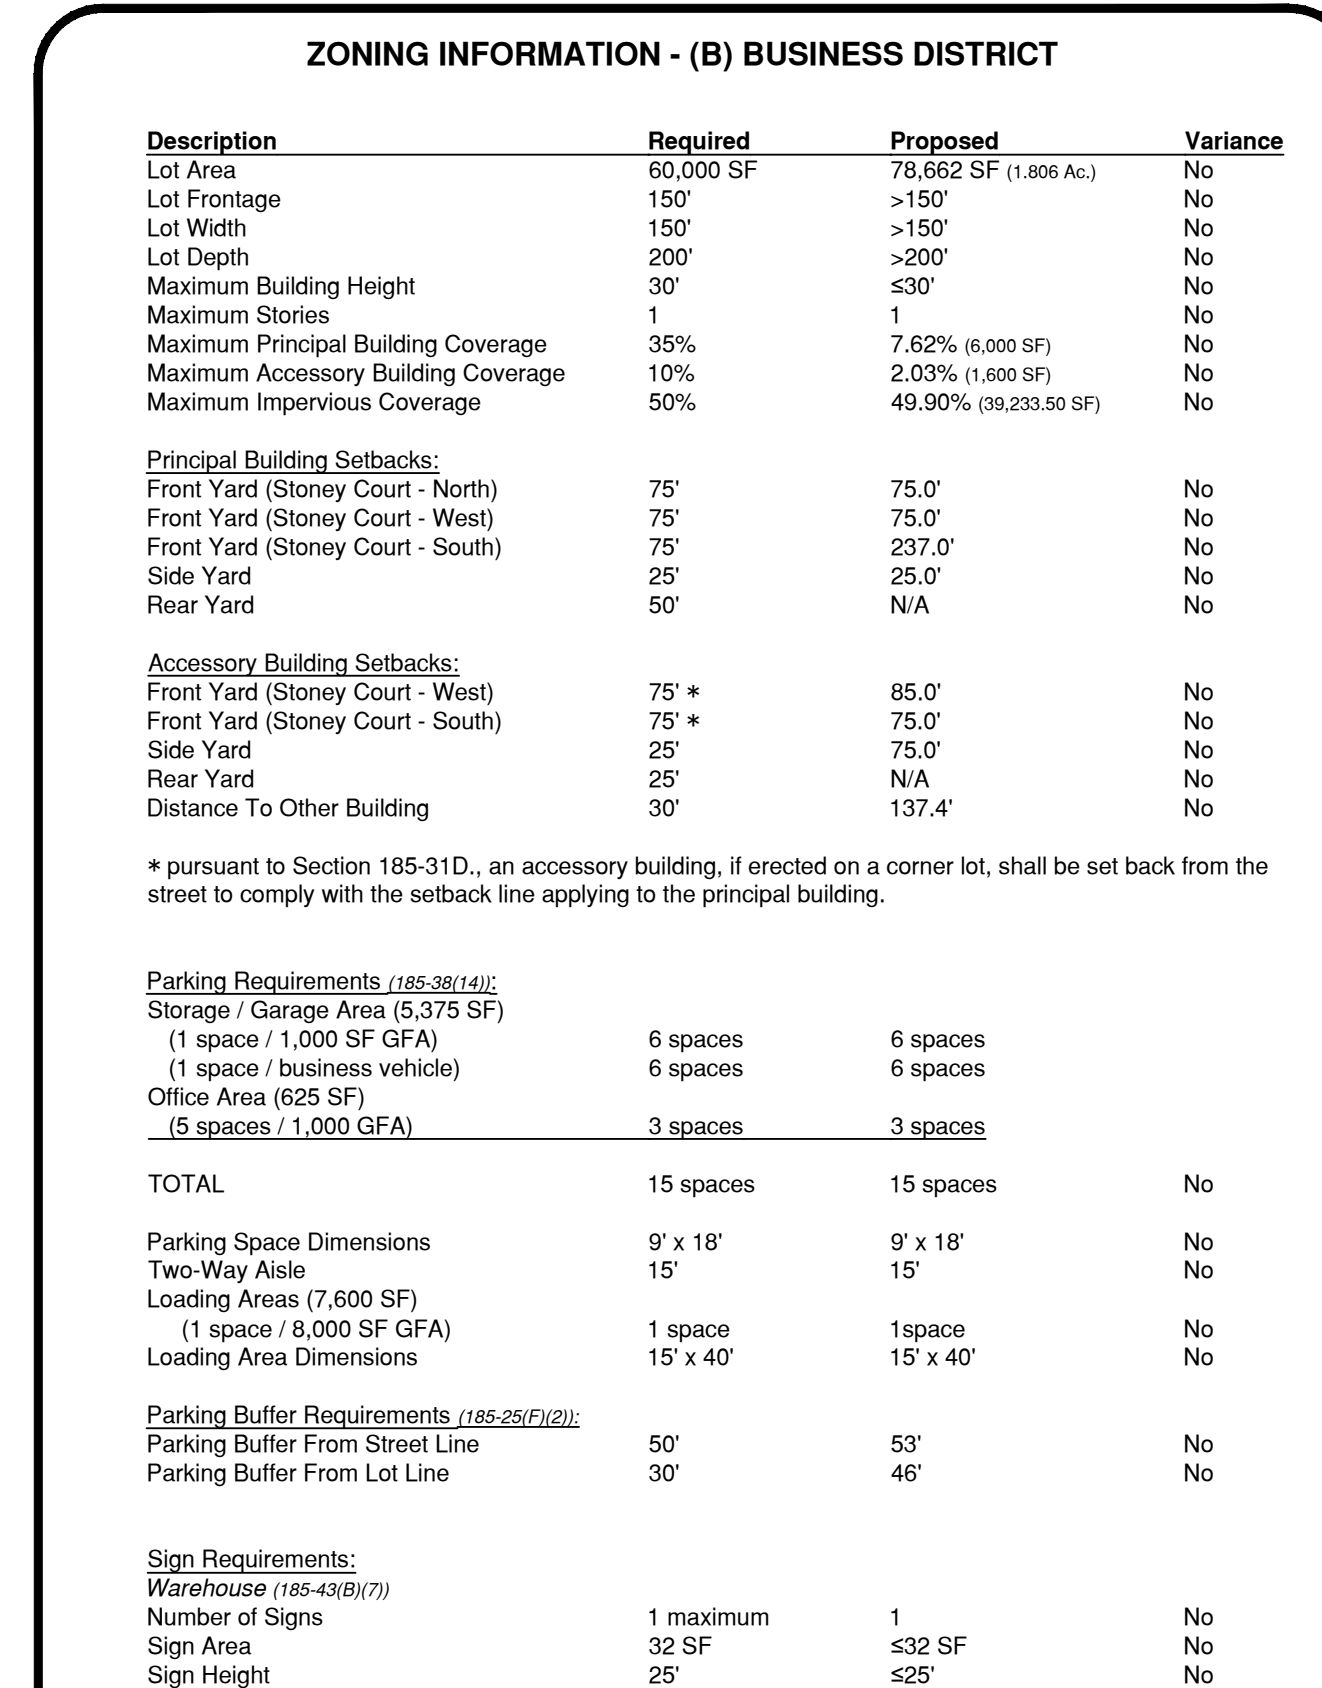 ZONING INFORMATION - (B) BUSINESS DISTRICT
Description Required Proposed Variance
Lot Area 60,000 SF 78,662 SF (1.806 Ac.) No
Lot Frontage 150' >150' No
Lot Width 150' >150' No
Lot Depth 200' >200' No
Maximum Building Height 30' ≤30' No
Maximum Stories 1 1 No
Maximum Principal Building Coverage 35% 7.62% (6,000 SF) No
Maximum Accessory Building Coverage 10% 2.03% (1,600 SF) No
Maximum Impervious Coverage 50% 49.90% (39,233.50 SF) No
Principal Building Setbacks:
Front Yard (Stoney Court - North) 75' 75.0' No
Front Yard (Stoney Court - West) 75' 75.0' No
Front Yard (Stoney Court - South) 75' 237.0' No
Side Yard 25' 25.0' No
Rear Yard 50' N/A No
Accessory Building Setbacks:
Front Yard (Stoney Court - West) 75' * 85.0' No
Front Yard (Stoney Court - South) 75' * 75.0' No
Side Yard 25' 75.0' No
Rear Yard 25' N/A No
Distance To Other Building 30' 137.4' No
* pursuant to Section 185-31D., an accessory building, if erected on a corner lot, shall be set back from the
street to comply with the setback line applying to the principal building.
Parking Requirements (185-38(14)):
Storage / Garage Area (5,375 SF)
(1 space / 1,000 SF GFA) 6 spaces 6 spaces
(1 space / business vehicle) 6 spaces 6 spaces
Office Area (625 SF)
(5 spaces / 1,000 GFA) 3 spaces 3 spaces
TOTAL 15 spaces 15 spaces No
Parking Space Dimensions 9' x 18' 9' x 18' No
Two-Way Aisle 15' 15' No
Loading Areas (7,600 SF)
(1 space / 8,000 SF GFA) 1 space 1space No
Loading Area Dimensions 15' x 40' 15' x 40' No
Parking Buffer Requirements (185-25(F)(2)):
Parking Buffer From Street Line 50' 53' No
Parking Buffer From Lot Line 30' 46' No
Sign Requirements:
Warehouse (185-43(B)(7))
Number of Signs 1 maximum 1 No
Sign Area 32 SF ≤32 SF No
Sign Height 25' ≤25' No